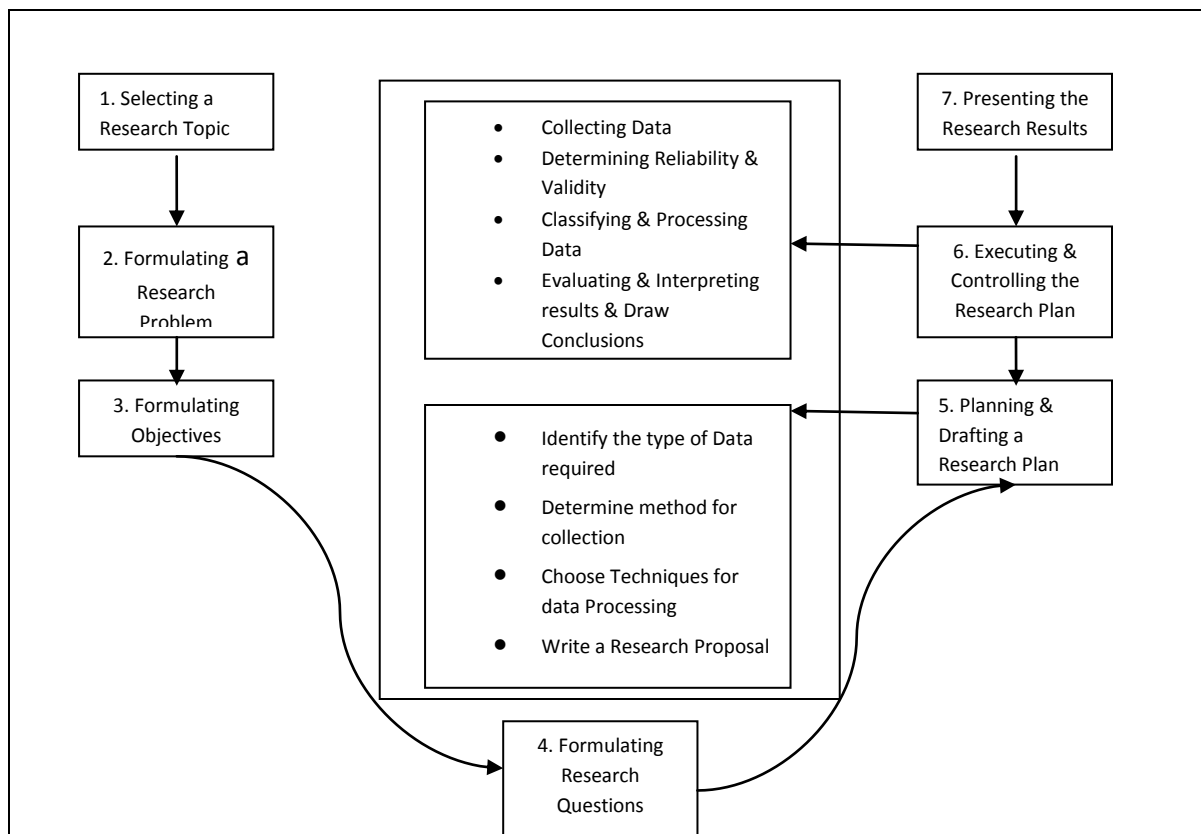 1. Selecting a
Research Topic
2. Formulating a
Research
Problem
3. Formulating
Objectives
4. Formulating
Research
Questions
• Collecting Data
• Determining Reliability &
Validity
• Classifying & Processing
Data
• Evaluating & Interpreting
results & Draw
Conclusions
● Identify the type of Data
required
● Determine method for
collection
● Choose Techniques for
data Processing
● Write a Research Proposal
7. Presenting the
Research Results
6. Executing &
Controlling the
Research Plan
5. Planning &
Drafting a
Research Plan